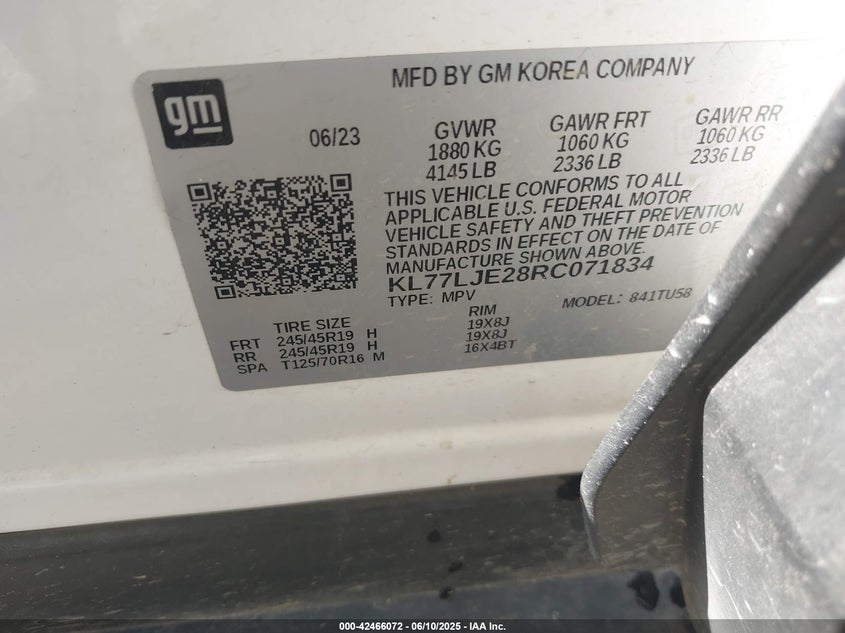 gm
MFD BY GM KOREA COMPANY
06/23 GVWR GAWR FRT GAWR RR
1880 KG 1060 KG 1060 KG
4145 LB 2336 LB 2336 LB
THIS VEHICLE CONFORMS TO ALL
APPLICABLE U.S. FEDERAL MOTOR
VEHICLE SAFETY AND THEFT PREVENTION
STANDARDS IN EFFECT ON THE DATE OF
MANUFACTURE SHOWN ABOVE.
KL77LJE28RC071834
TYPE: MPV MODEL: 841TU58
TIRE SIZE RIM
FRT 245/45R19 H 19X8J
RR 245/45R19 H 19X8J
SPA T125/70R16 M 16X4BT
000-42466072 - 06/10/2025 - IAA Inc.